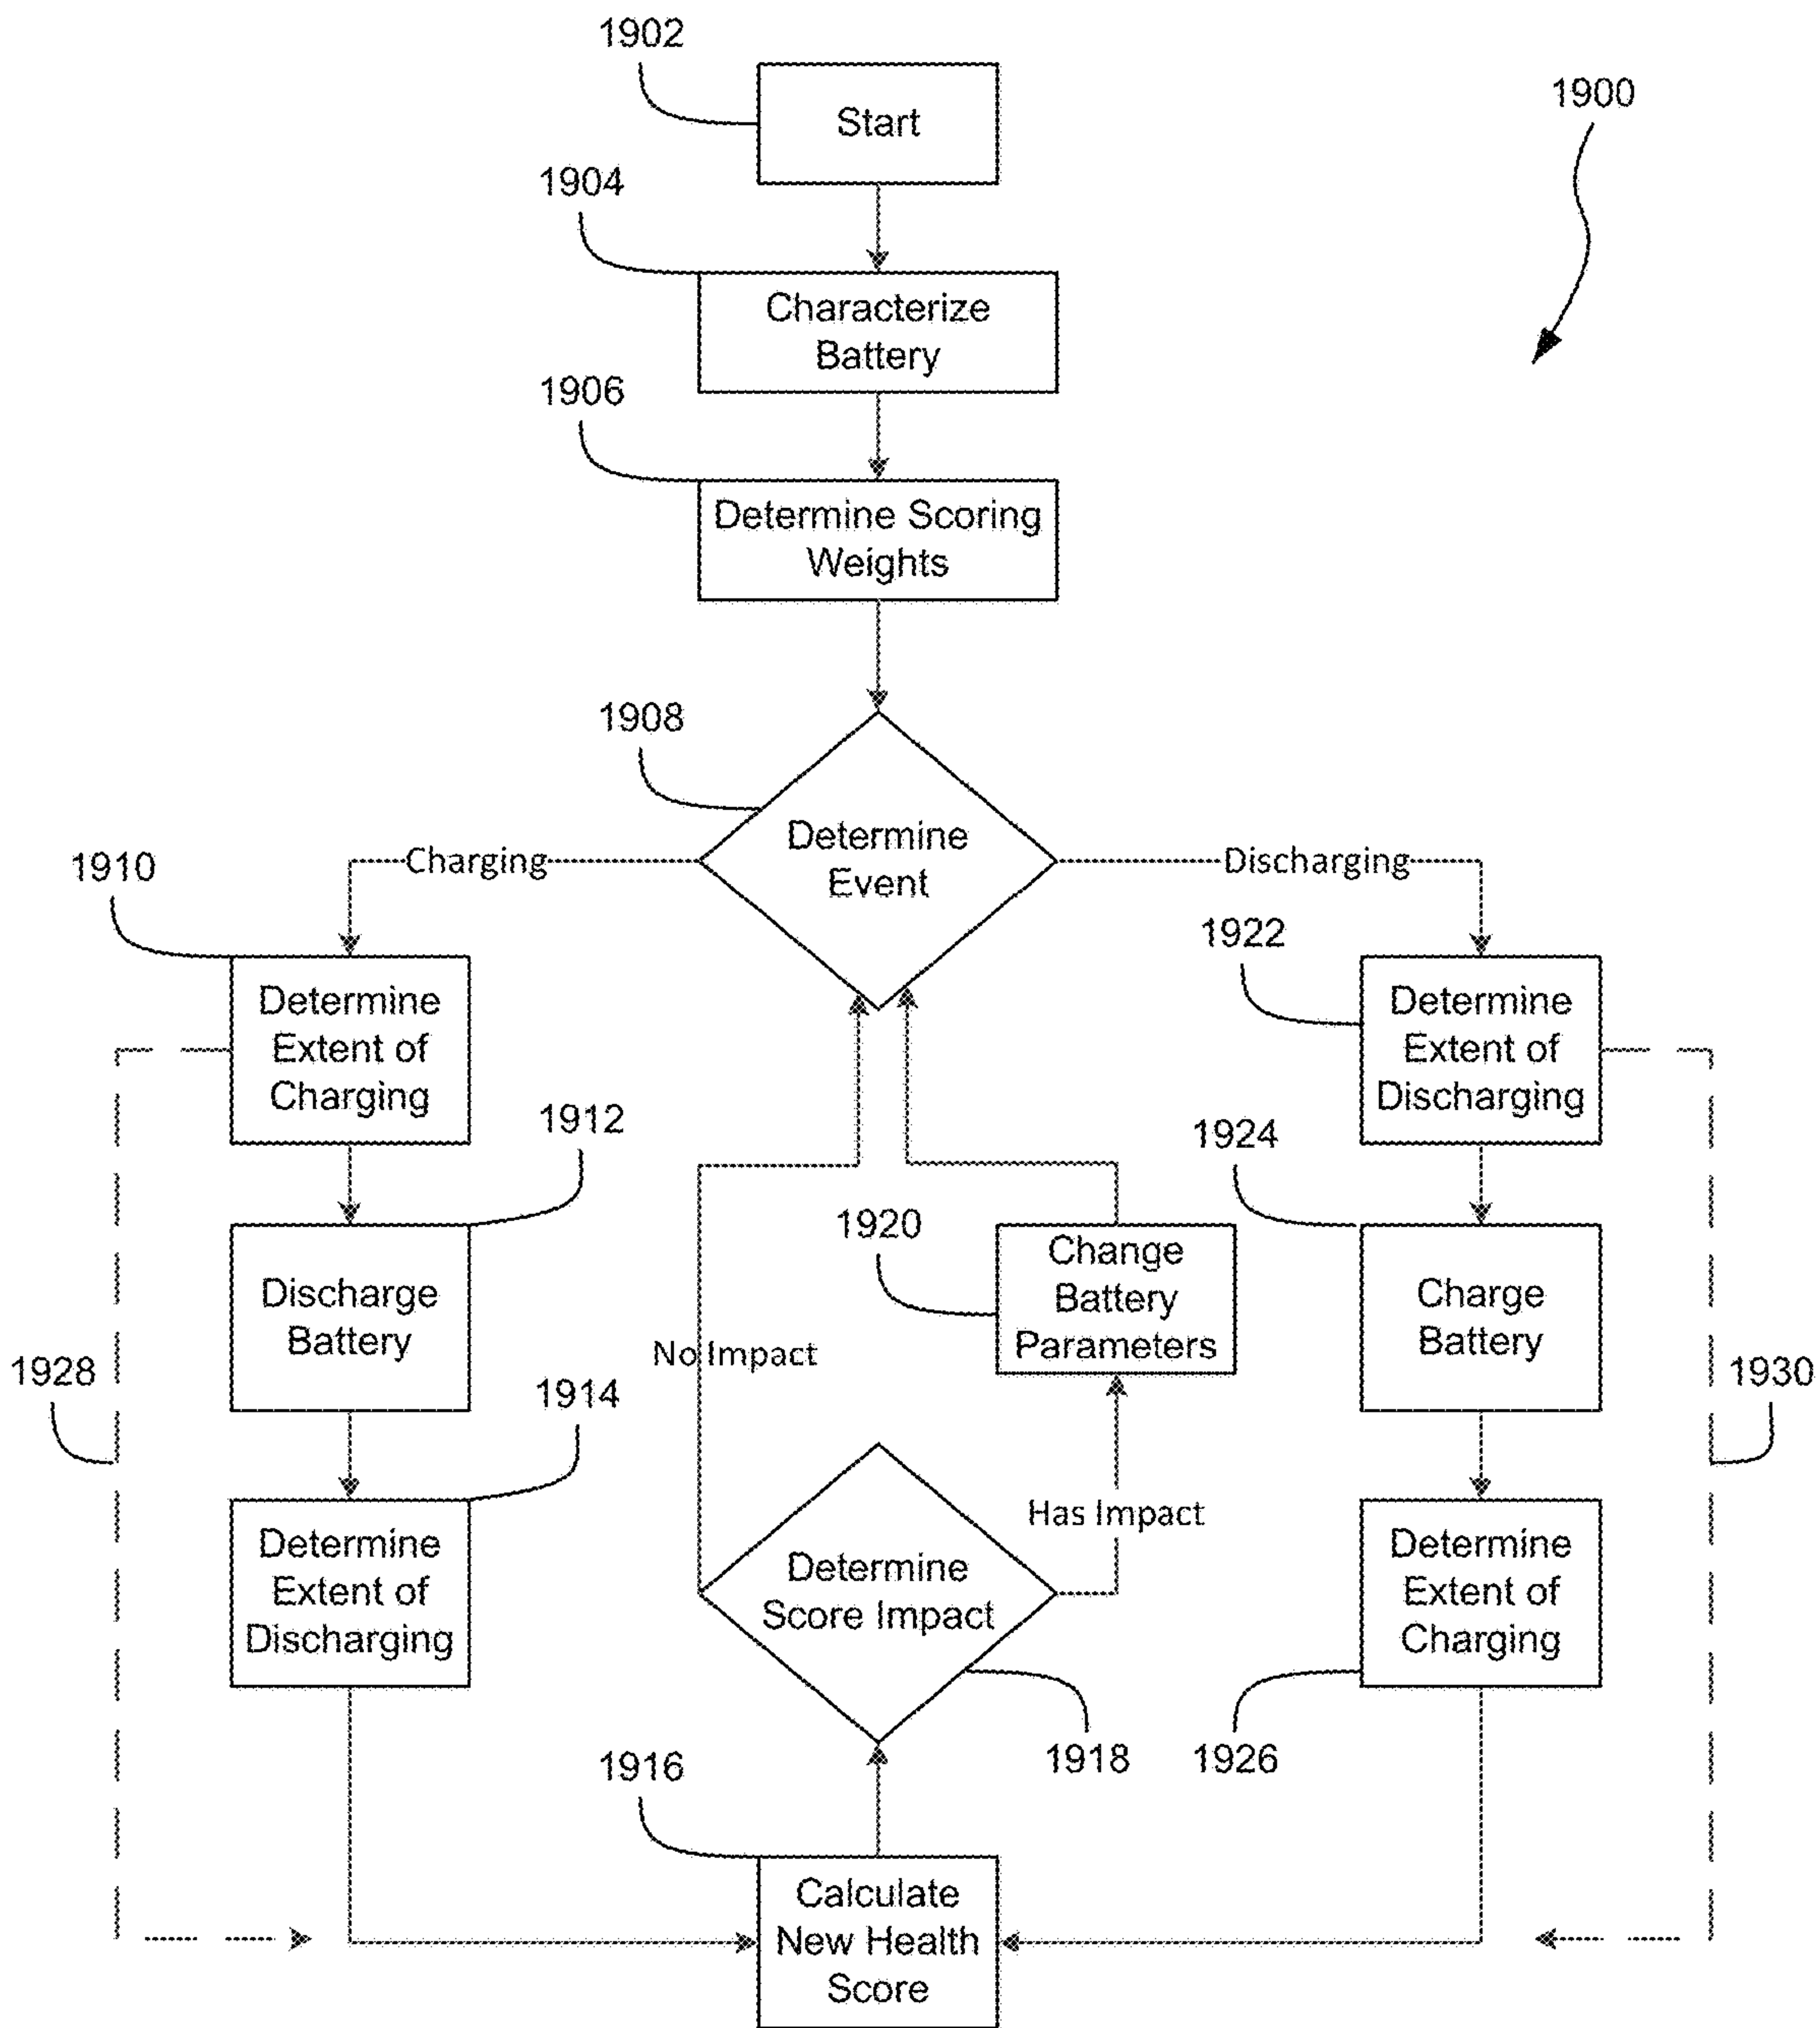 1902
Start
1900
1904
Characterize
Battery
1906
Determine Scoring
Weights
1908
Determine
Event
Charging
Discharging
1910
Determine
Extent of
Charging
1922
Determine
Extent of
Discharging
1912
Discharge
Battery
1924
Charge
Battery
1920
Change
Battery
Parameters
No Impact
1928
1930
1914
Determine
Extent of
Discharging
Has Impact
Determine
Score Impact
Determine
Extent of
Charging
1918
1926
1916
Calculate
New Health
Score